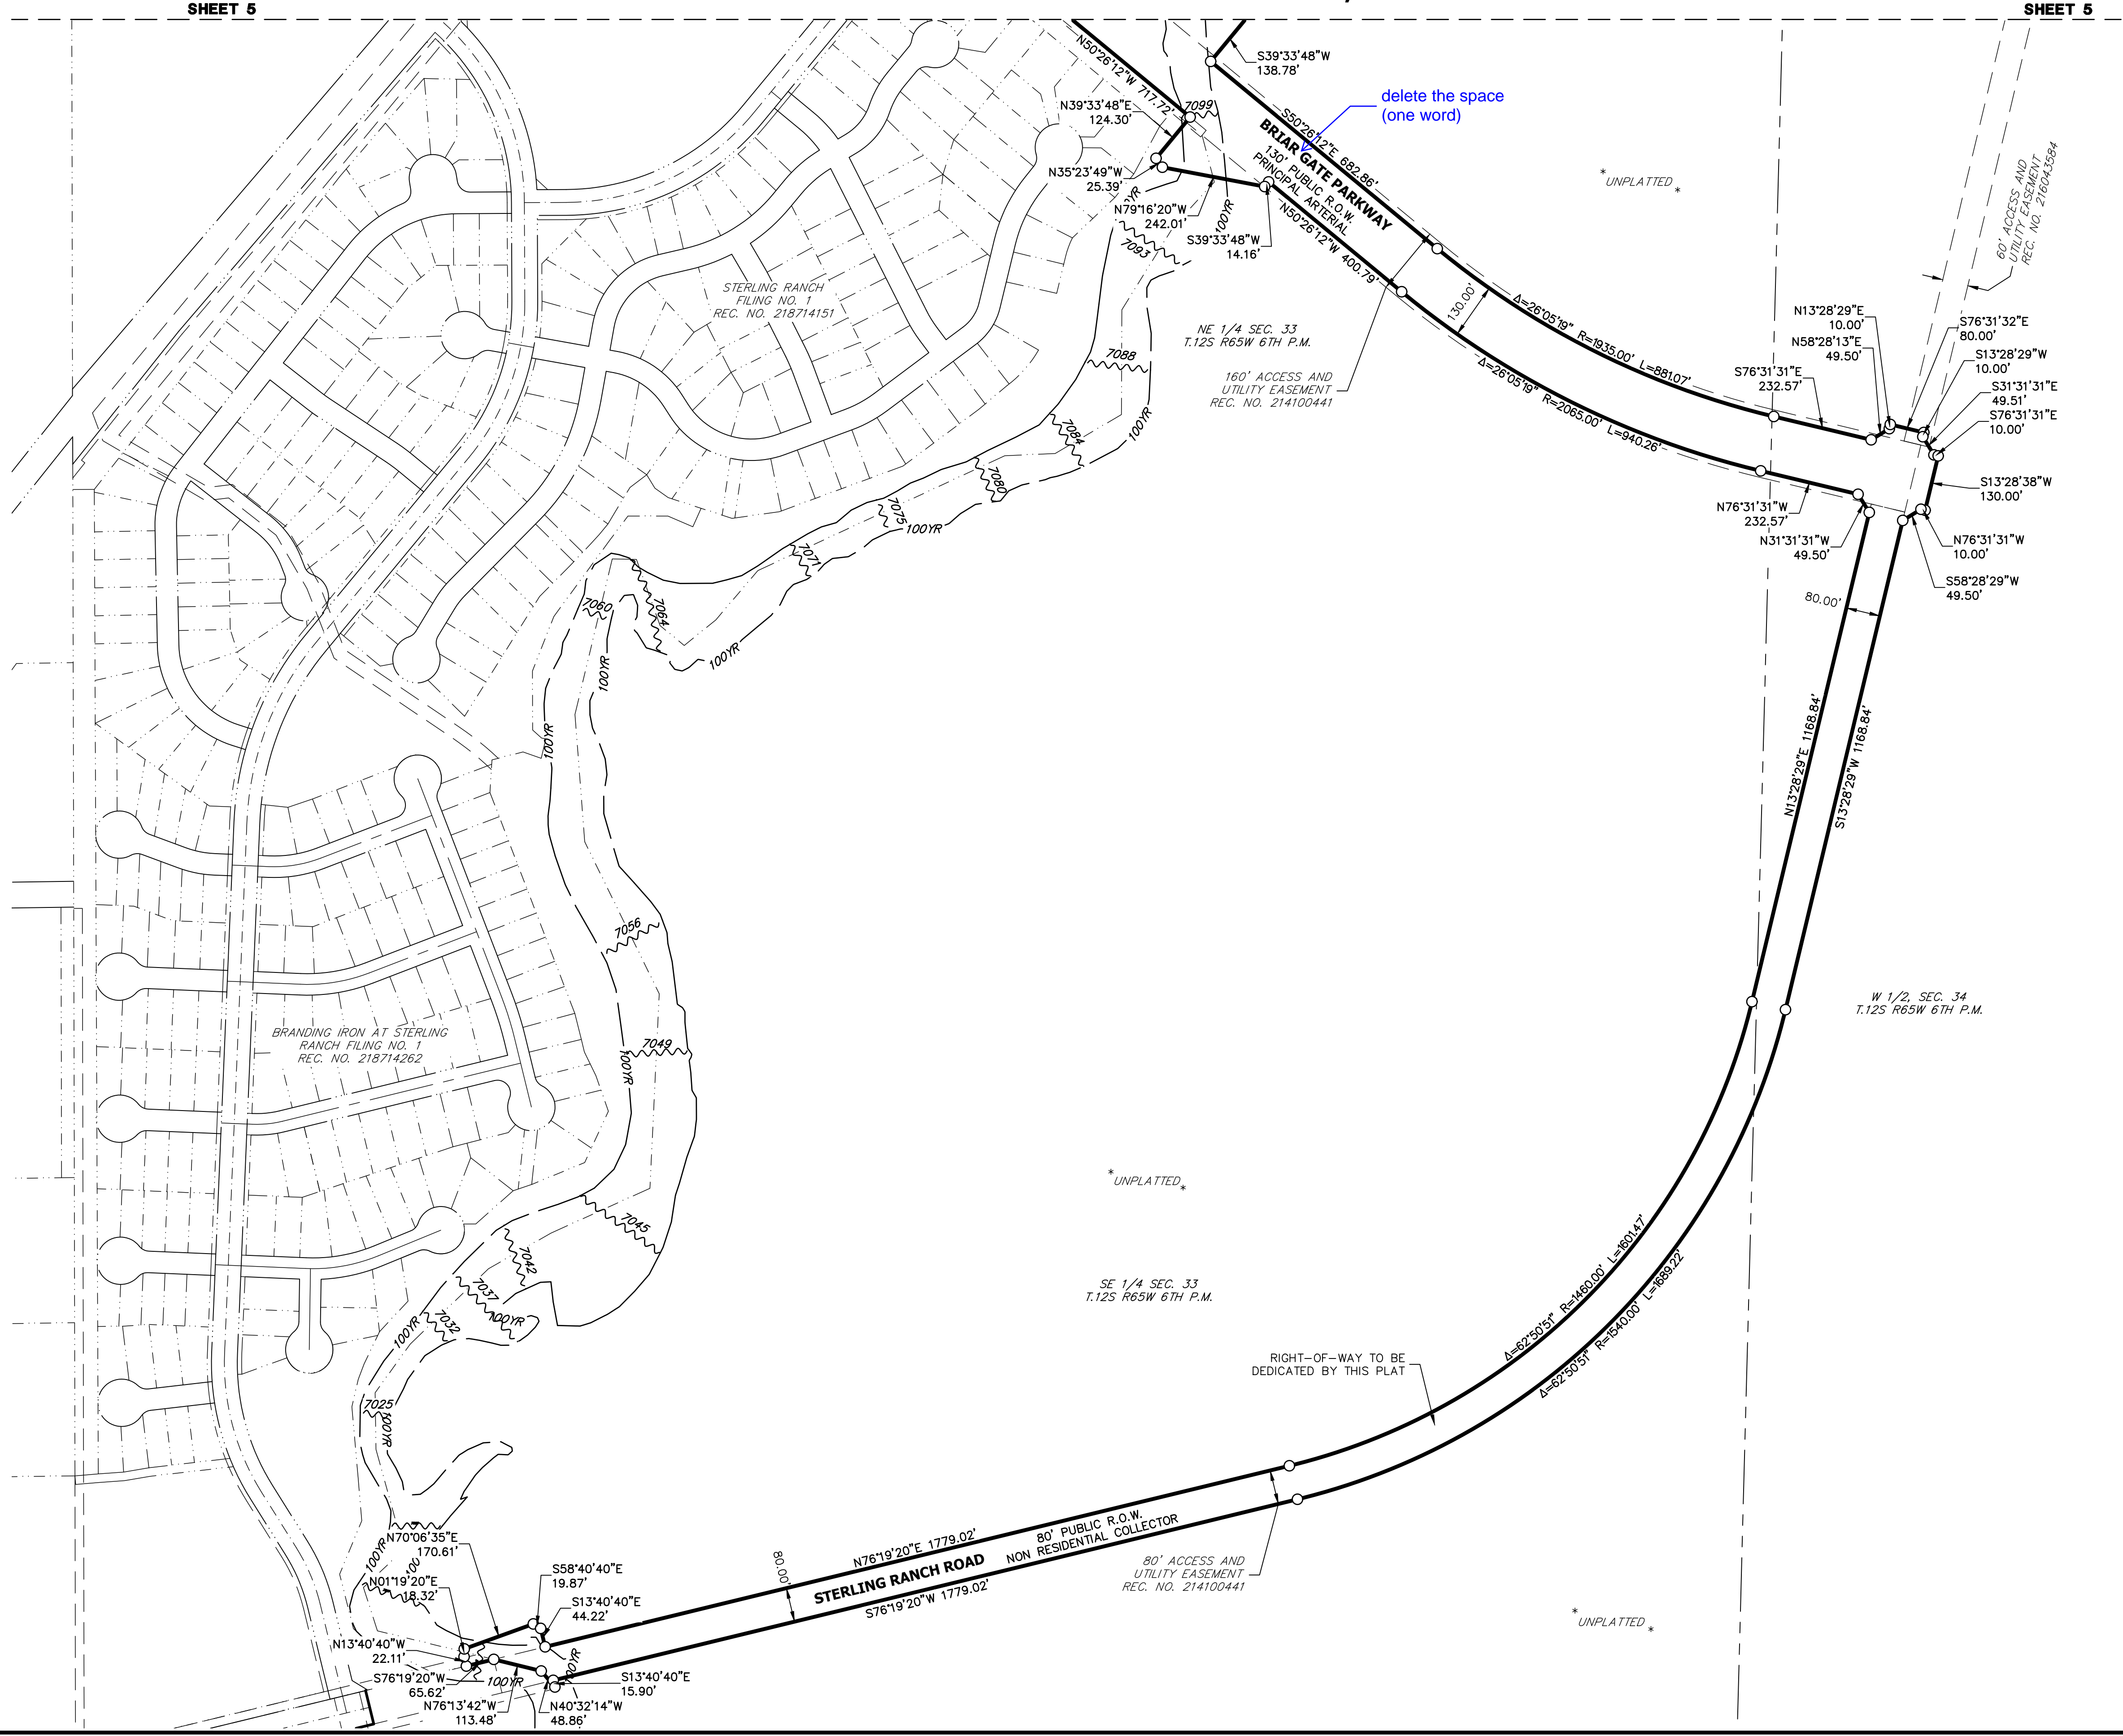 SHEET 5
SHEET 5
N50°26'12"W 717.72'
S39°33'48"W
138.78'
delete the space
(one word)
N39°33'48"E
124.30'
7099
S50°26'12"E 682.86'
BRIAR GATE PARKWAY
130' PUBLIC R.O.W.
PRINCIPAL ARTERIAL
*UNPLATTED*
60' ACCESS AND
UTILITY EASEMENT
REC. NO. 216043584
N35°23'49"W
25.39'
N79°16'20"W
242.01'
100YR
7093
S39°33'48"W
14.16'
N50°26'12"W 400.79'
STERLING RANCH
FILING NO. 1
REC. NO. 218714151
130.00'
Δ=26°05'19" R=1935.00' L=881.07'
Δ=26°05'19" R=2065.00' L=940.26'
NE 1/4 SEC. 33
T.12S R65W 6TH P.M.
7088
160' ACCESS AND
UTILITY EASEMENT
REC. NO. 214100441
N13°28'29"E
10.00'
S76°31'32"E
80.00'
N58°28'13"E
49.50'
S13°28'29"W
10.00'
S76°31'31"E
232.57'
S31°31'31"E
49.51'
S76°31'31"E
10.00'
7084
100YR
7080
S13°28'38"W
130.00'
N76°31'31"W
232.57'
7075
100YR
N31°31'31"W
49.50'
N76°31'31"W
10.00'
7071
S58°28'29"W
49.50'
7060
7064
80.00'
100YR
100YR
100YR
N13°28'29"E 1168.84'
S13°28'29"W 1168.84'
7056
W 1/2, SEC. 34
T.12S R65W 6TH P.M.
BRANDING IRON AT STERLING
RANCH FILING NO. 1
REC. NO. 218714262
7049
100YR
*UNPLATTED*
7045
7042
7037
SE 1/4 SEC. 33
T.12S R65W 6TH P.M.
100YR
7032
100YR
Δ=62°50'51" R=1460.00' L=1601.47'
Δ=62°50'51" R=1540.00' L=1689.22'
RIGHT-OF-WAY TO BE
DEDICATED BY THIS PLAT
7025
100YR
N70°06'35"E
170.61'
100YR
N01°19'20"E
18.32'
S58°40'40"E
19.87'
S13°40'40"E
44.22'
80.00'
N76°19'20"E 1779.02'
80' PUBLIC R.O.W.
STERLING RANCH ROAD NON RESIDENTIAL COLLECTOR
S76°19'20"W 1779.02'
80' ACCESS AND
UTILITY EASEMENT
REC. NO. 214100441
*UNPLATTED*
N13°40'40"W
22.11'
S76°19'20"W
65.62'
100YR
100YR
N76°13'42"W
113.48'
N40°32'14"W
48.86'
S13°40'40"E
15.90'